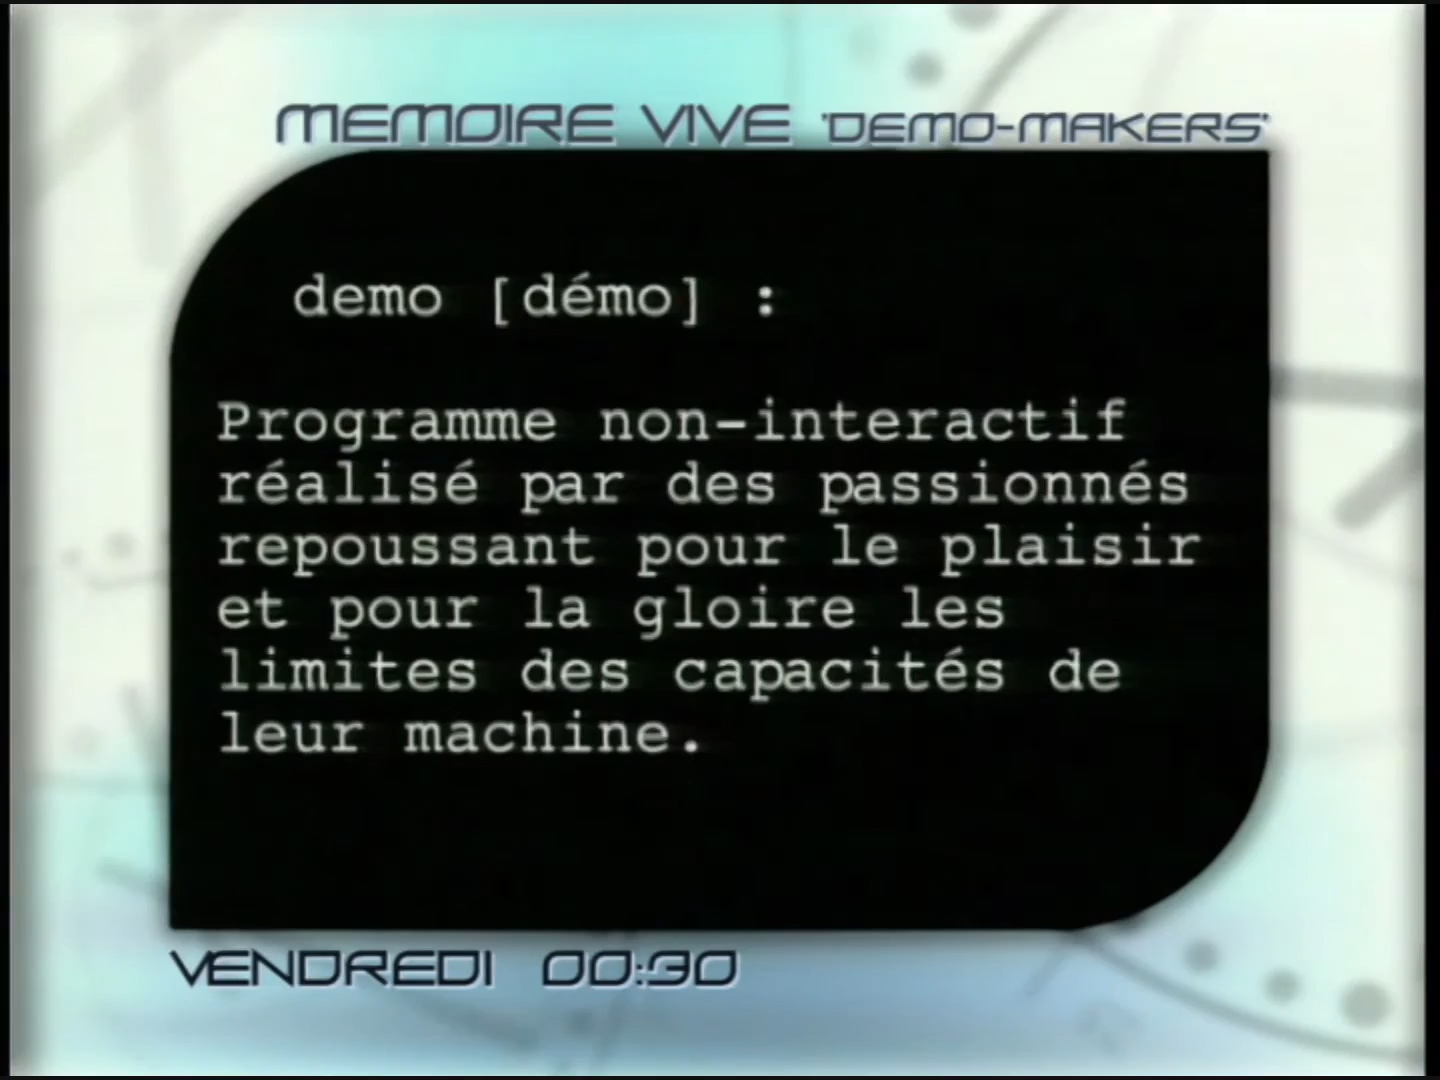 MEMOIRE VIVE 'DEMO-MAKERS'
demo [démo] :
Programme non-interactif
réalisé par des passionnés
repoussant pour le plaisir
et pour la gloire les
limites des capacités de
leur machine.
VENDREDI 00:30